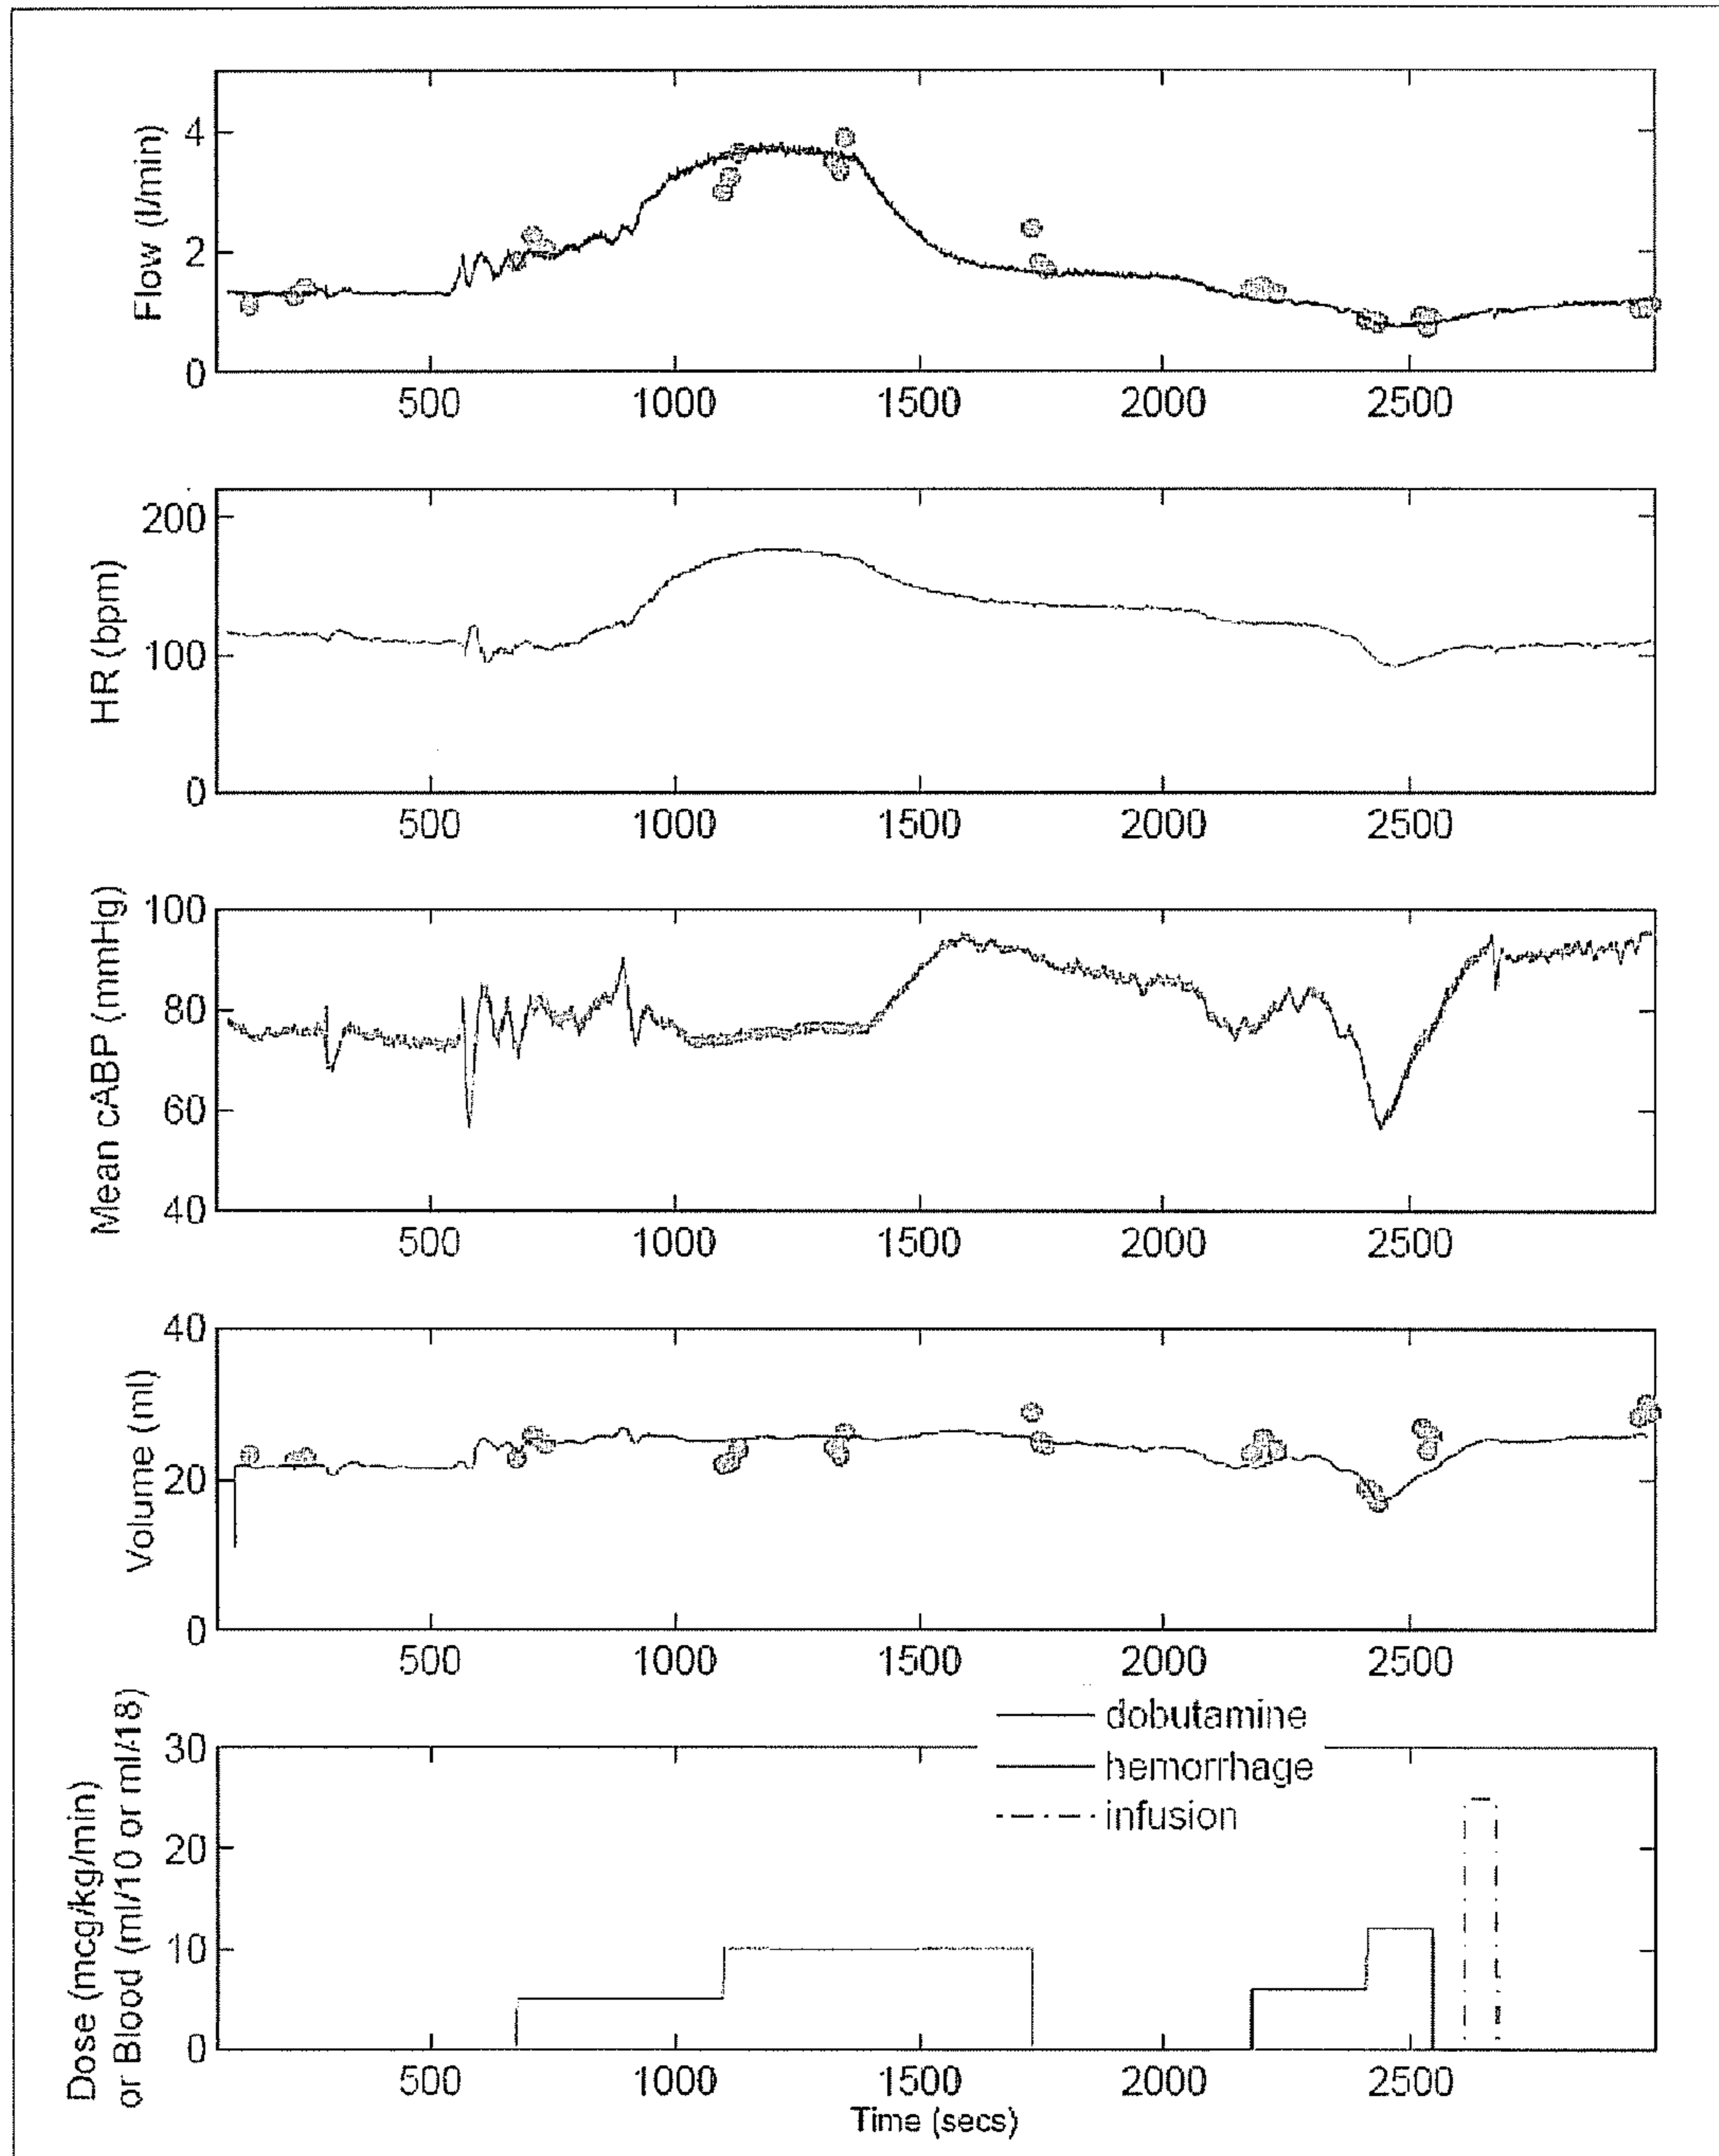 Flow (l/min)
4
2
0
500 1000 1500 2000 2500
HR (bpm)
200
100
0
500 1000 1500 2000 2500
Mean cABP (mmHg)
100
80
60
40
500 1000 1500 2000 2500
Volume (ml)
40
20
0
500 1000 1500 2000 2500
Dose (mcg/kg/min)
or Blood (ml/10 or ml/18)
30
20
10
0
dobutamine
hemorrhage
infusion
500 1000 1500 2000 2500
Time (secs)